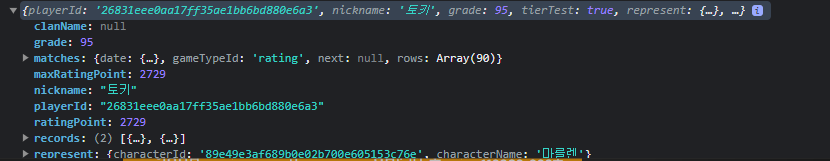 {playerId: '26831eee0aa17ff35ae1bb6bd880e6a3', nickname: '토키', grade: 95, tierTest: true, represent: {…}, …} i
clanName: null
grade: 95
matches: {date: {…}, gameTypeId: 'rating', next: null, rows: Array(90)}
maxRatingPoint: 2729
nickname: "토키"
playerId: "26831eee0aa17ff35ae1bb6bd880e6a3"
ratingPoint: 2729
records: (2) [{…}, {…}]
represent: {characterId: '89e49e3af689b0e02b700e605153c76e', characterName: '마를렌'}